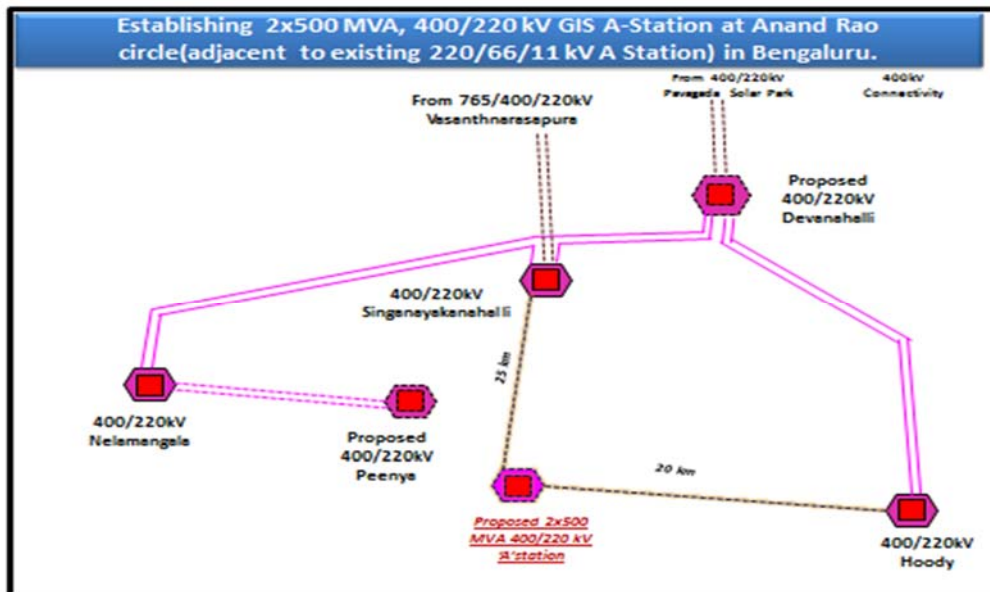 Establishing 2x500 MVA, 400/220 kV GIS A-Station at Anand Rao
circle(adjacent to existing 220/66/11 kV A Station) in Bengaluru.
From 400/220kV
Pavagada Solar Park
400kV
Connectivity
From 765/400/220kV
Vasanthnarasapura
Proposed
400/220kV
Devanahalli
400/220kV
Singanayakanahalli
25 km
400/220kV
Nelamangala
Proposed
400/220kV
Peenya
20 km
Proposed 2x500
MVA 400/220 kV
'A'station
400/220kV
Hoody